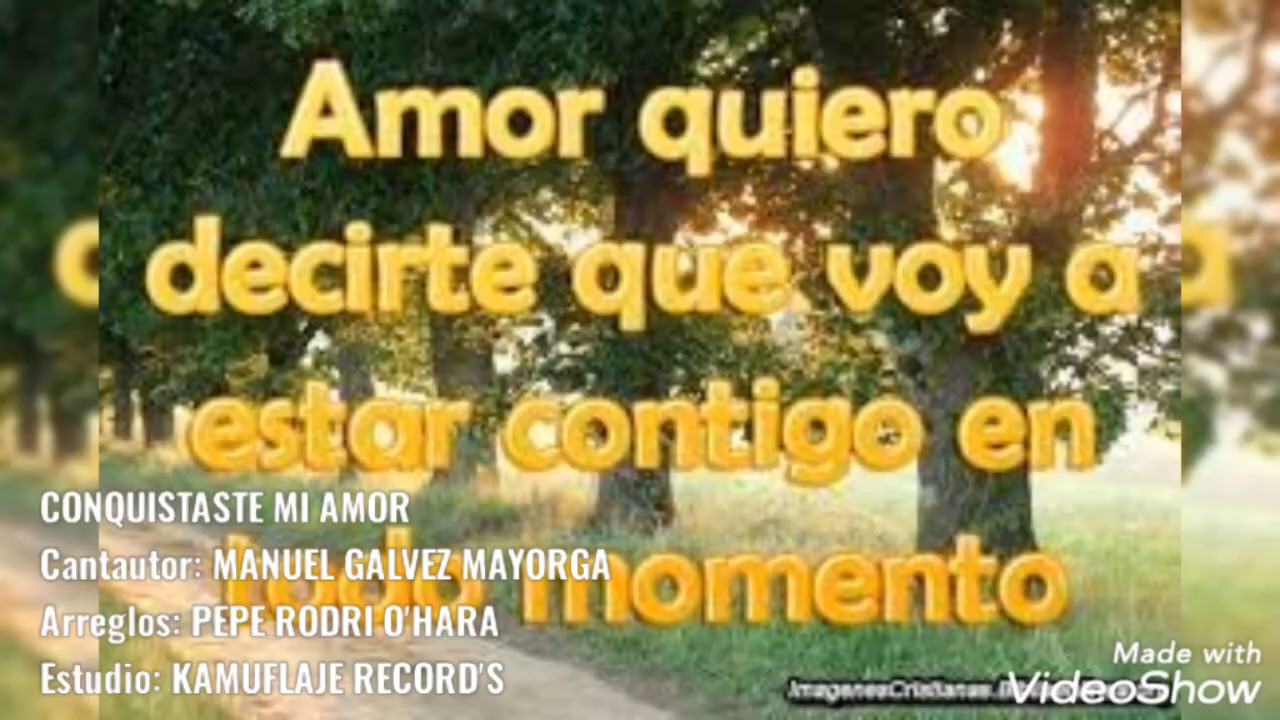 Amor quiero
decirte que voy a
estar contigo en
todo momento
CONQUISTASTE MI AMOR
Cantautor: MANUEL GALVEZ MAYORGA
Arreglos: PEPE RODRI O'HARA
Estudio: KAMUFLAJE RECORD'S
Made with
VideoShow